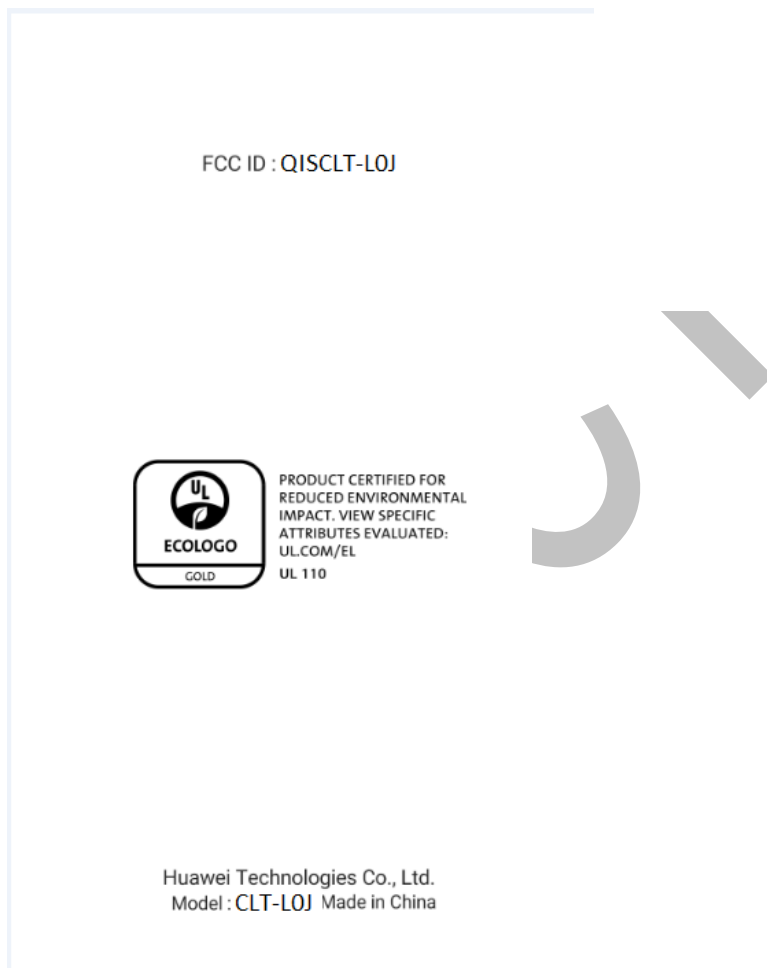 FCC ID : QISCLT-L0J
UL
ECOLOGO
GOLD
PRODUCT CERTIFIED FOR
REDUCED ENVIRONMENTAL
IMPACT. VIEW SPECIFIC
ATTRIBUTES EVALUATED:
UL.COM/EL
UL 110
Huawei Technologies Co., Ltd.
Model : CLT-L0J Made in China